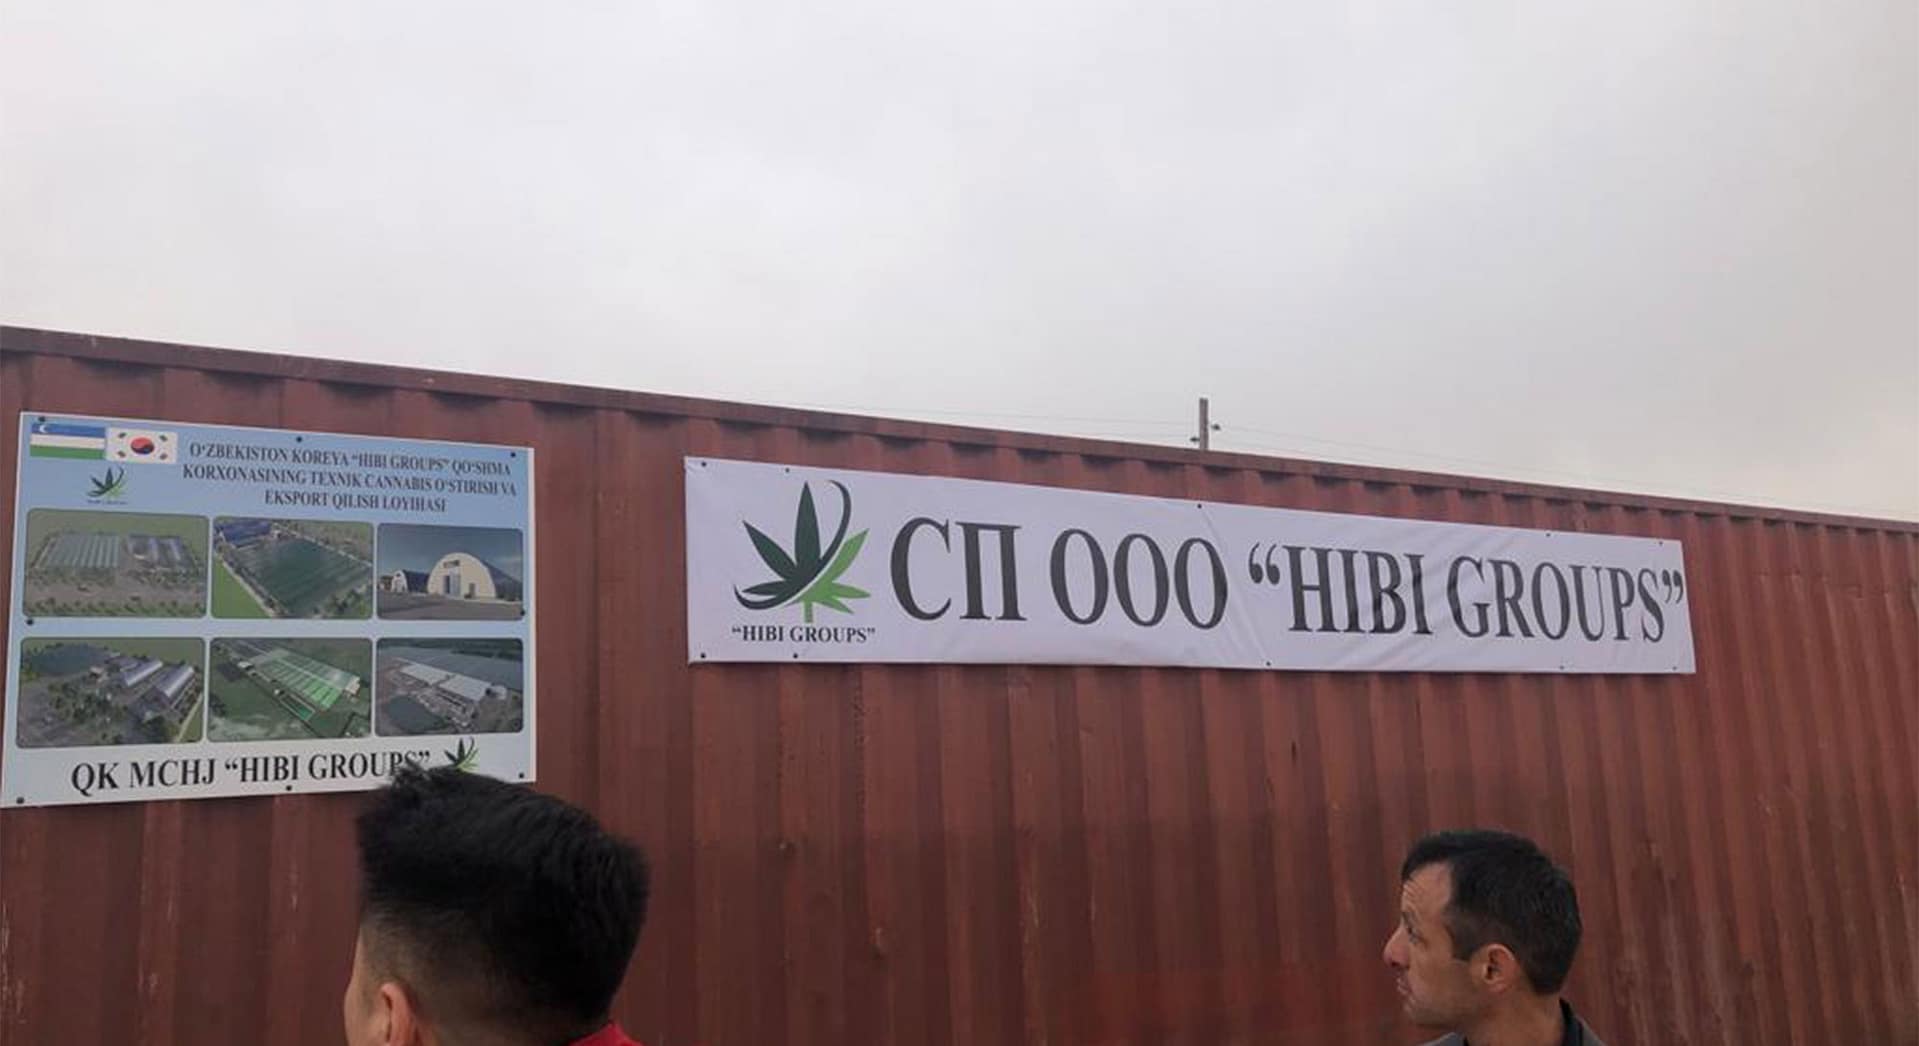 O‘ZBEKISTON KOREYA “HIBI GROUPS” QO‘SHMA
KORXONASINING TEXNIK CANNABIS O‘STIRISH VA
EKSPORT QILISH LOYIHASI
QK MCHJ “HIBI GROUPS”
СП ООО “HIBI GROUPS”
“HIBI GROUPS”